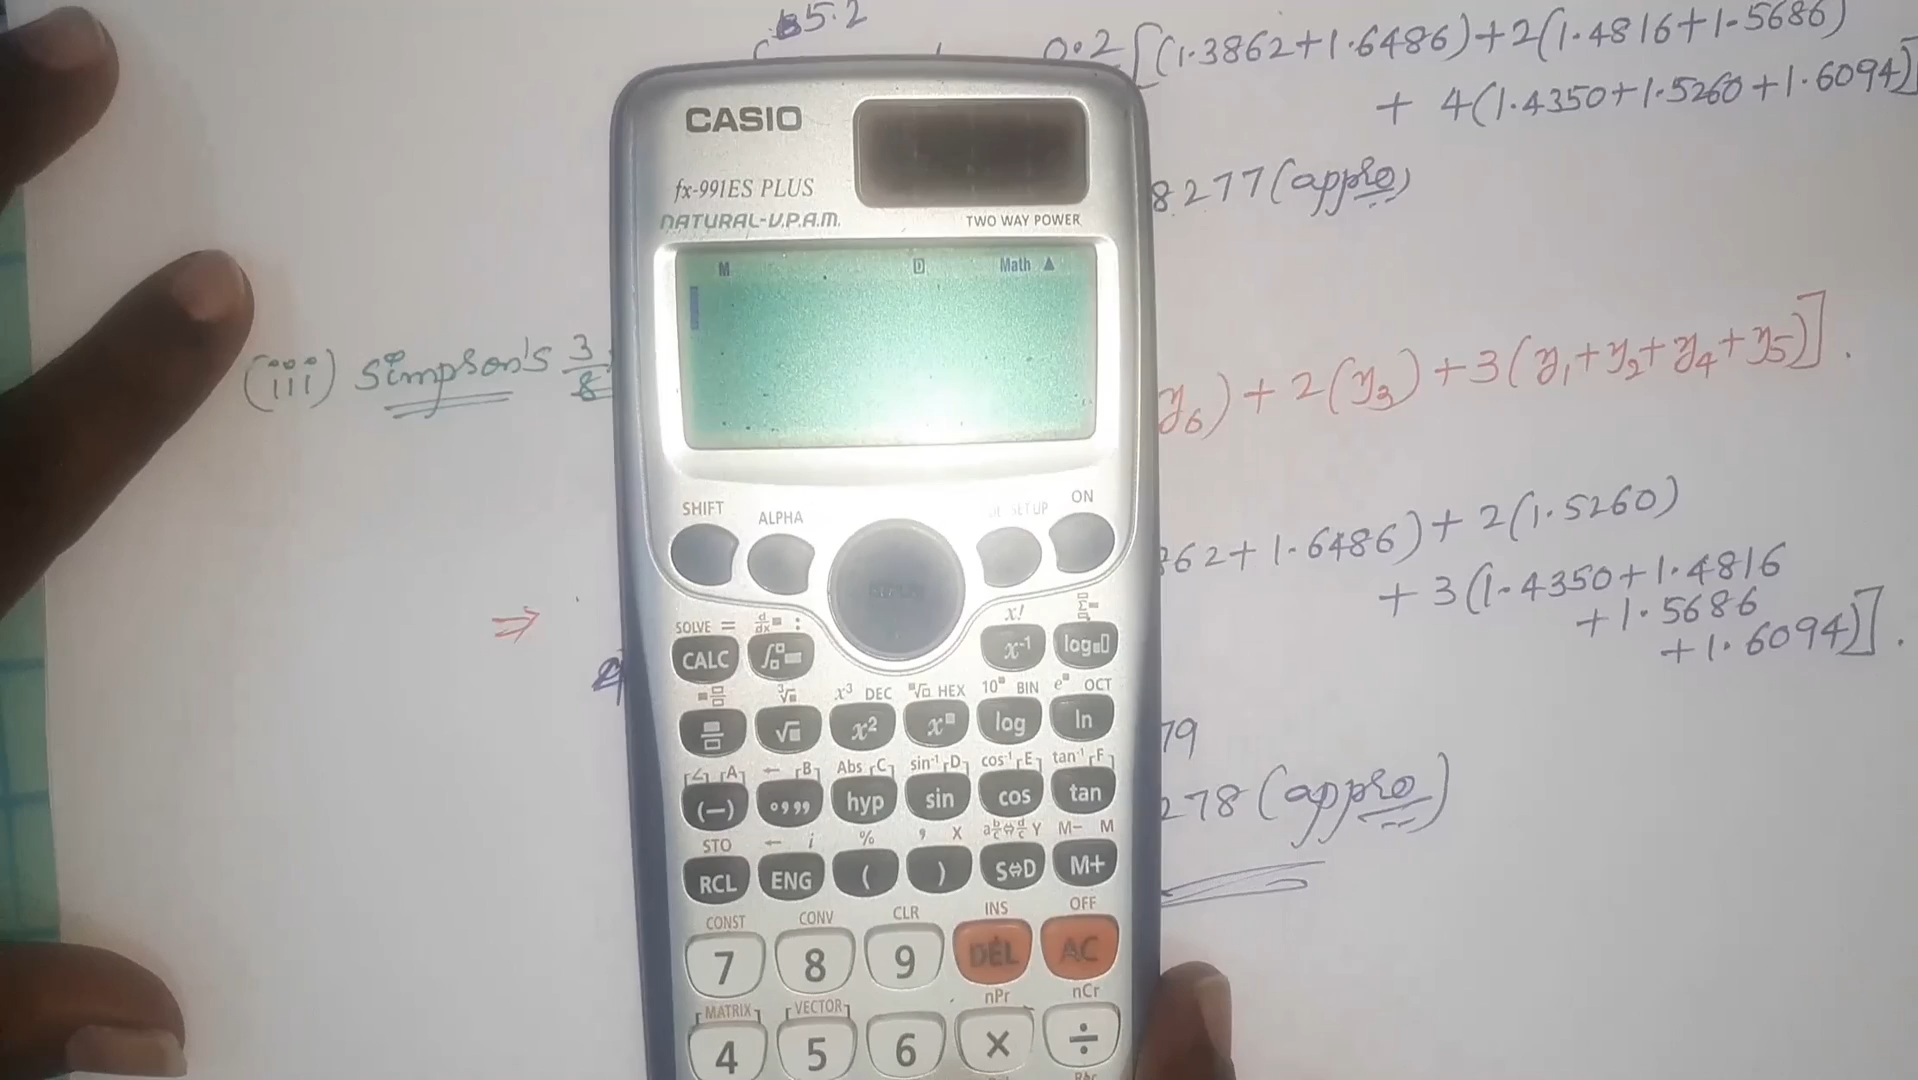 5.2
0.2 [(1.3862+1.6486)+2(1.4816+1.5686)
+ 4(1.4350+1.5260+1.6094)]
8277(appro)
CASIO
fx-991ES PLUS
NATURAL-V.P.A.M.
TWO WAY POWER
M D Math ▲
(iii) Simpson's 3/8
y6) + 2(y3) + 3(y1+y2+y4+y5)].
SHIFT ALPHA SETUP ON
362+1.6486)+2(1.5260)
+3(1.4350+1.4816
+1.5686
+1.6094)].
⇒
SOLVE = d/dx :
x! Σ
CALC ∫ x-1 log
x³ DEC ■√□ HEX 10■ BIN e■ OCT
√ x² x■ log ln
79
278 (appro)
∠ A ← B Abs C sin-1 D cos-1 E tan-1 F
(−) °,,, hyp sin cos tan
STO ← i % , X a b/c⇔d/c Y M− M
RCL ENG ( ) S⇔D M+
CONST CONV CLR INS OFF
7 8 9 DEL AC
MATRIX VECTOR nPr nCr
4 5 6 × ÷